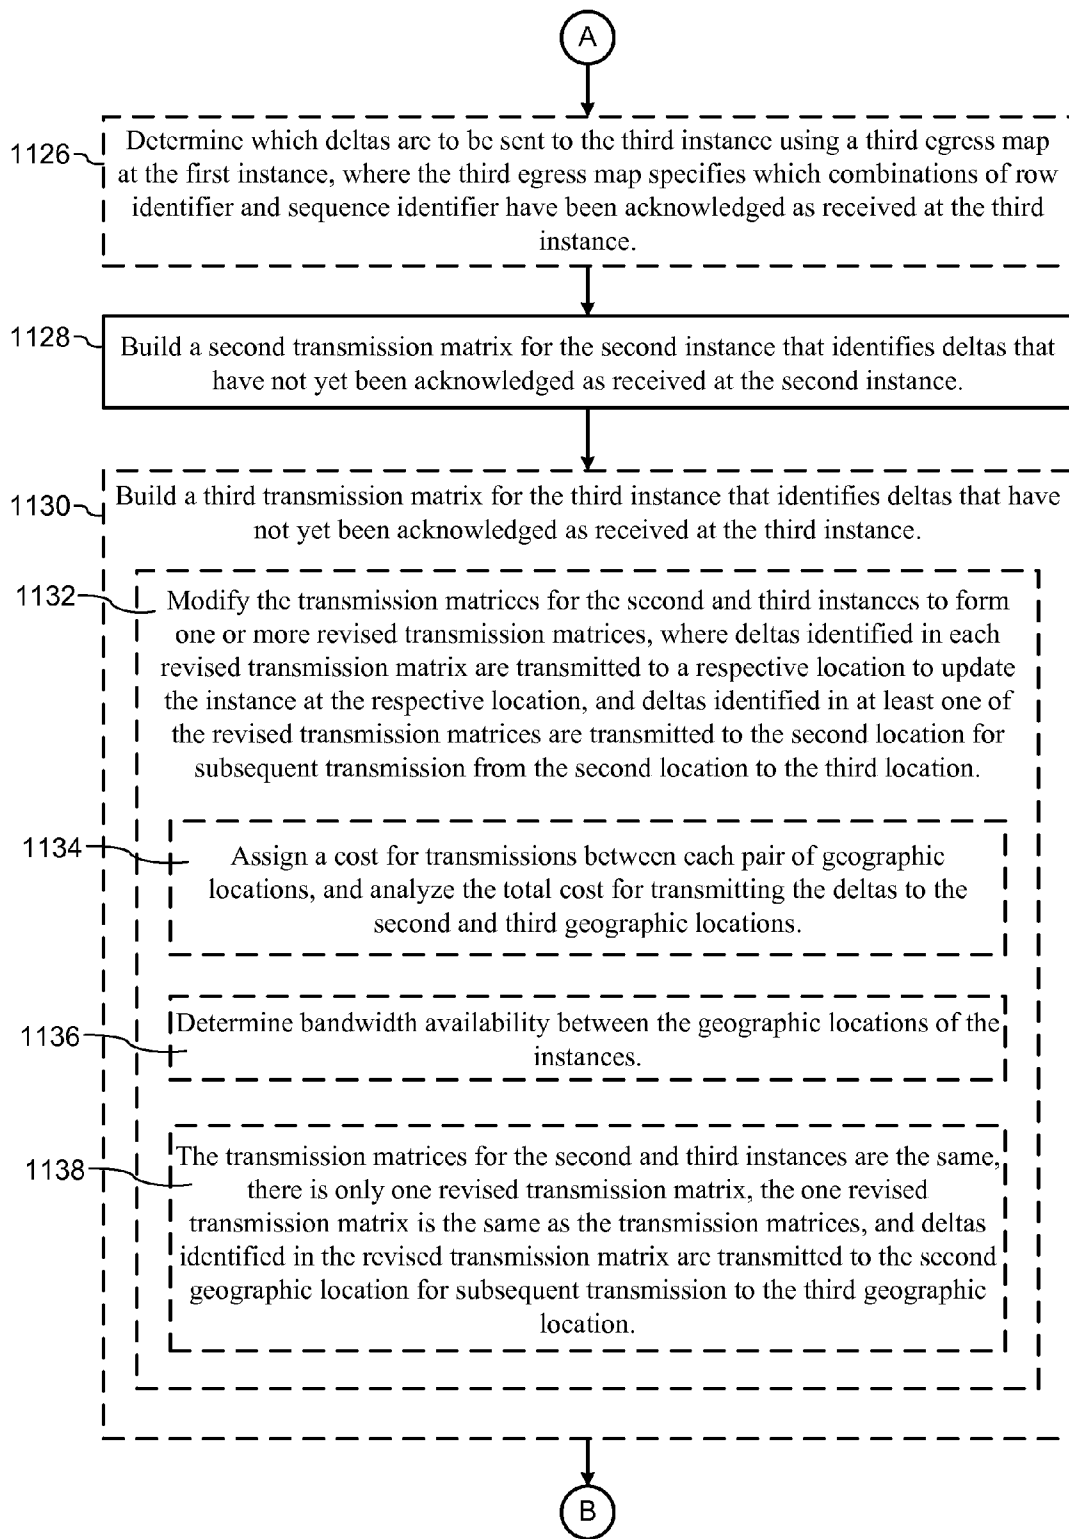 A
1126
Determine which deltas are to be sent to the third instance using a third egress map
at the first instance, where the third egress map specifies which combinations of row
identifier and sequence identifier have been acknowledged as received at the third
instance.
1128
Build a second transmission matrix for the second instance that identifies deltas that
have not yet been acknowledged as received at the second instance.
1130
Build a third transmission matrix for the third instance that identifies deltas that have
not yet been acknowledged as received at the third instance.
1132
Modify the transmission matrices for the second and third instances to form
one or more revised transmission matrices, where deltas identified in each
revised transmission matrix are transmitted to a respective location to update
the instance at the respective location, and deltas identified in at least one of
the revised transmission matrices are transmitted to the second location for
subsequent transmission from the second location to the third location.
1134
Assign a cost for transmissions between each pair of geographic
locations, and analyze the total cost for transmitting the deltas to the
second and third geographic locations.
1136
Determine bandwidth availability between the geographic locations of the
instances.
1138
The transmission matrices for the second and third instances are the same,
there is only one revised transmission matrix, the one revised
transmission matrix is the same as the transmission matrices, and deltas
identified in the revised transmission matrix are transmitted to the second
geographic location for subsequent transmission to the third geographic
location.
B